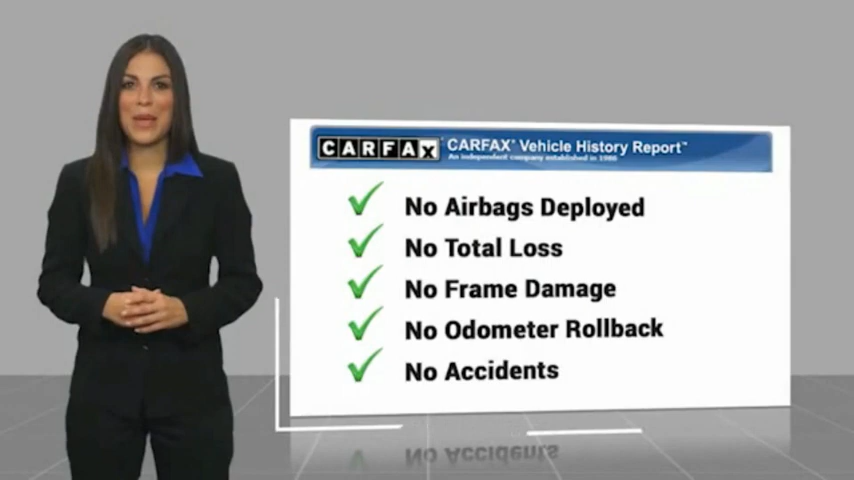 CARFAX CARFAX® Vehicle History Report™
An independent company established in 1986
No Airbags Deployed
No Total Loss
No Frame Damage
No Odometer Rollback
No Accidents
No Accidents